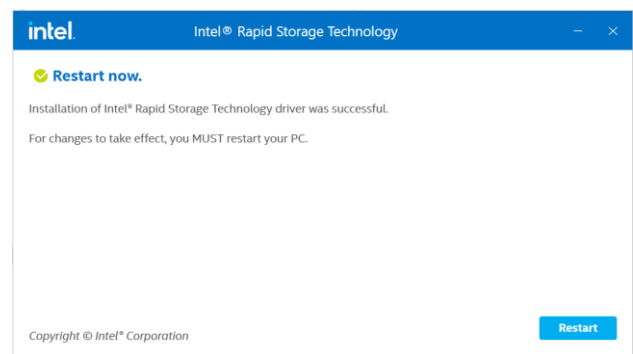 intel.
Intel® Rapid Storage Technology
Restart now.
Installation of Intel® Rapid Storage Technology driver was successful.
For changes to take effect, you MUST restart your PC.
Restart
Copyright © Intel® Corporation